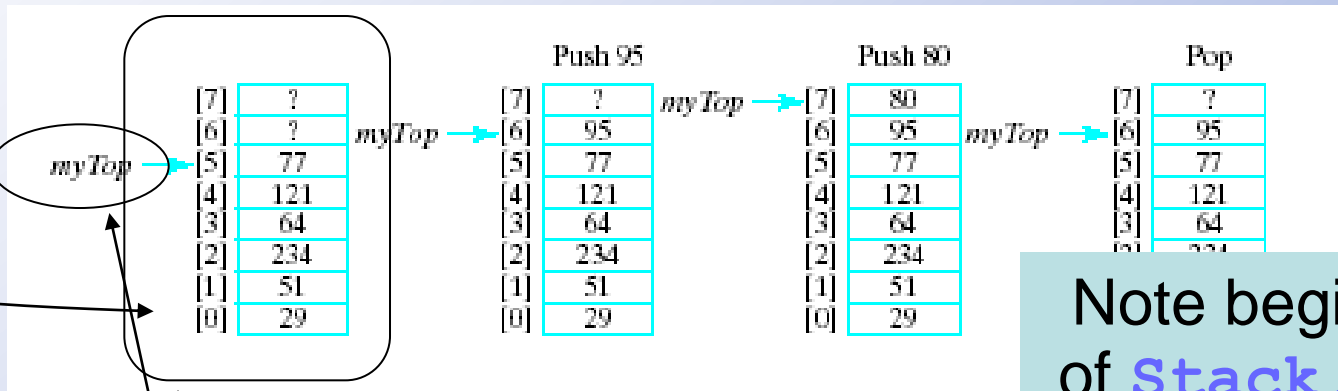 Push 95 Push 80 Pop
[7] ? [7] ? myTop [7] 80 [7] ?
[6] ? myTop [6] 95 [6] 95 myTop [6] 95
myTop [5] 77 [5] 77 [5] 77 [5] 77
[4] 121 [4] 121 [4] 121 [4] 121
[3] 64 [3] 64 [3] 64 [3] 64
[2] 234 [2] 234 [2] 234
[1] 51 [1] 51 [1] 51
[0] 29 [0] 29 [0] 29
Note begi
of Stack